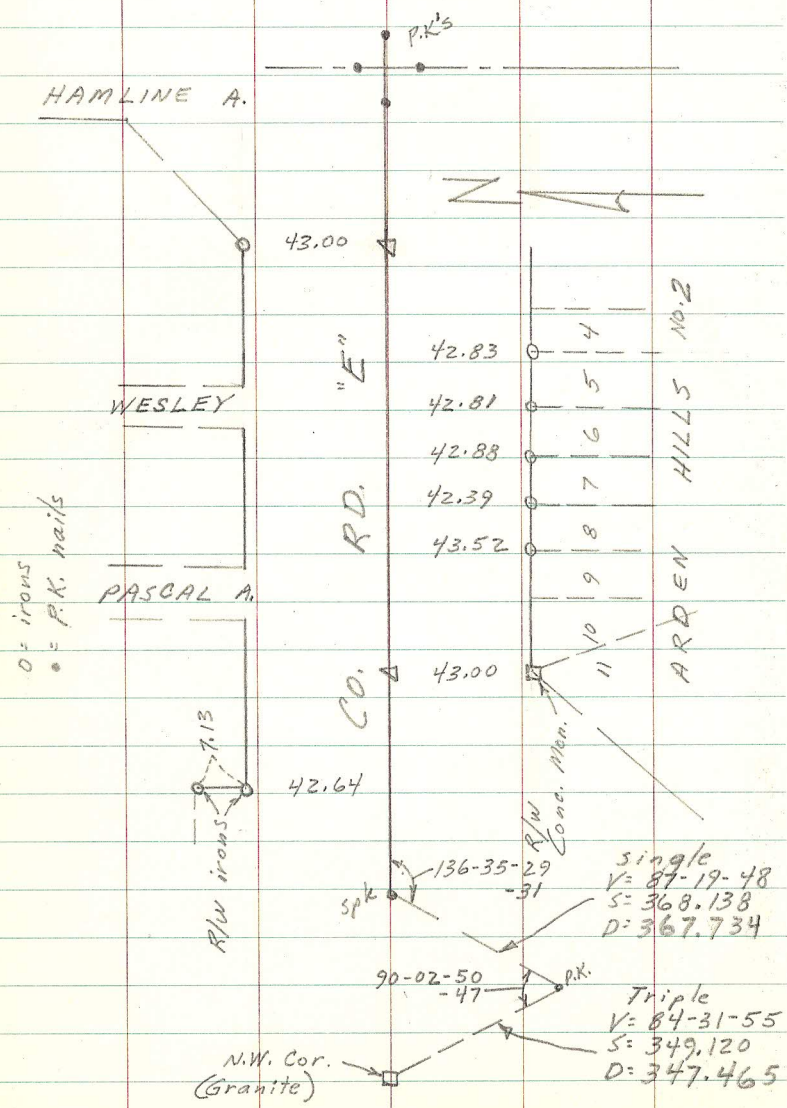 P.K's
HAMLINE A.
N
43.00
"E"
42.83
4
NO. 2
WESLEY
42.81
5
42.88
6
HILLS
42.39
7
RD.
43.52
8
O = irons
● = P.K. nails
PASCAL A.
9
ARDEN
10
43.00
11
CO.
7.13
42.64
R/W irons
R/W
Conc. Mon.
136-35-29
-31
spk
single
V= 87-19-48
S= 368.138
D= 367.734
90-02-50
-47
P.K.
Triple
V= 84-31-55
S= 349.120
D= 347.465
N.W. Cor.
(Granite)